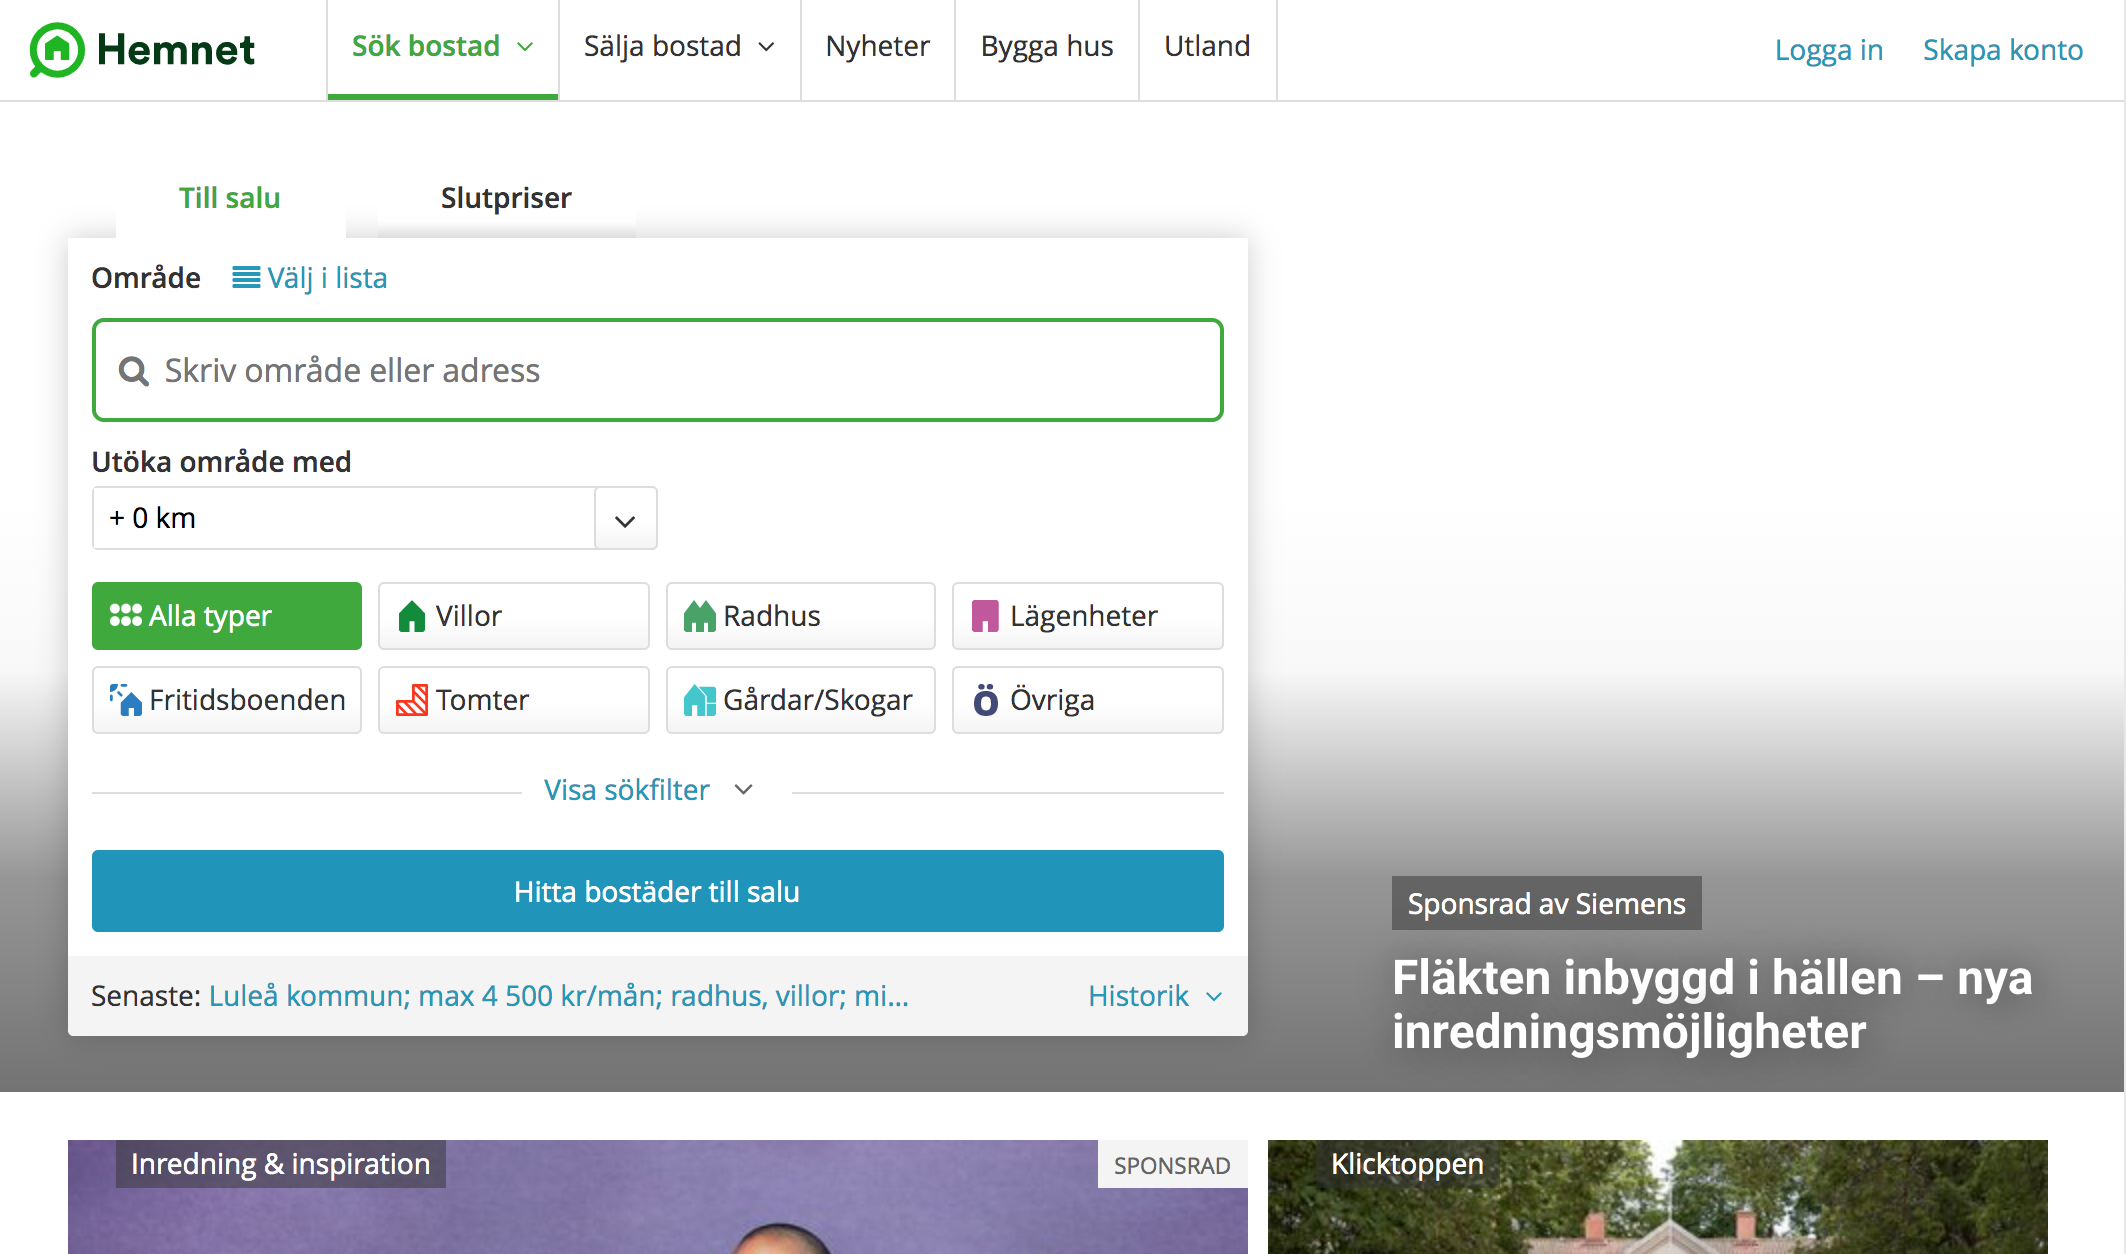 Hemnet
Sök bostad
Sälja bostad
Nyheter
Bygga hus
Utland
Logga in
Skapa konto
Till salu
Slutpriser
Område
Välj i lista
Skriv område eller adress
Utöka område med
+ 0 km
Alla typer
Villor
Radhus
Lägenheter
Fritidsboenden
Tomter
Gårdar/Skogar
Ö Övriga
Visa sökfilter
Hitta bostäder till salu
Senaste: Luleå kommun; max 4 500 kr/mån; radhus, villor; mi...
Historik
Sponsrad av Siemens
Fläkten inbyggd i hällen – nya
inredningsmöjligheter
Inredning & inspiration
SPONSRAD
Klicktoppen